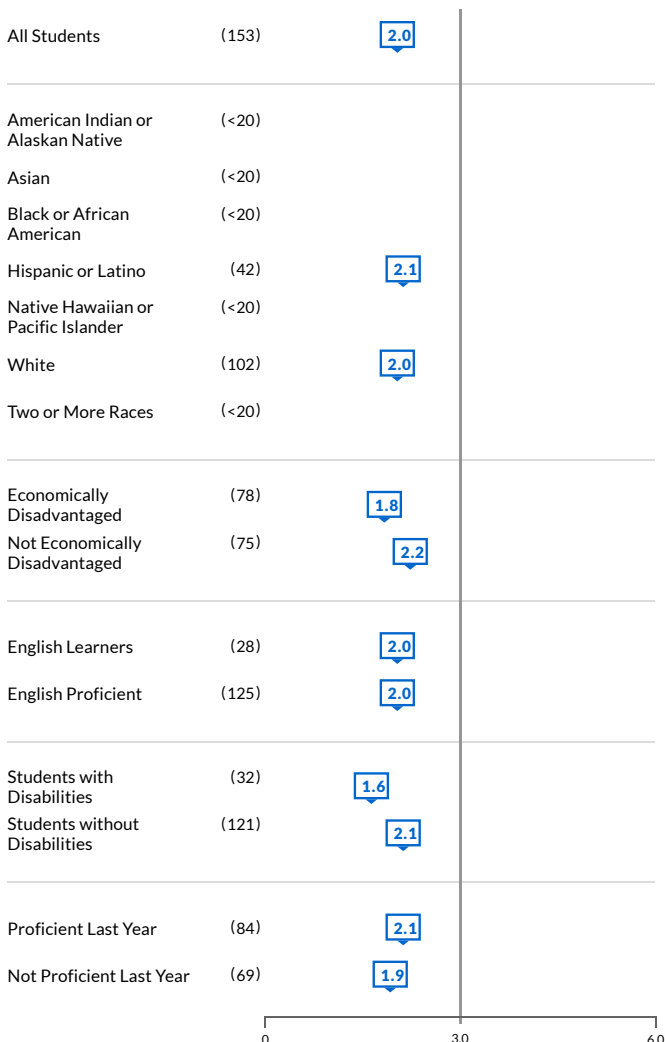 All Students (153) 2.0
American Indian or (<20)
Alaskan Native
Asian (<20)
Black or African (<20)
American
Hispanic or Latino (42) 2.1
Native Hawaiian or (<20)
Pacific Islander
White (102) 2.0
Two or More Races (<20)
Economically (78) 1.8
Disadvantaged
Not Economically (75) 2.2
Disadvantaged
English Learners (28) 2.0
English Proficient (125) 2.0
Students with (32) 1.6
Disabilities
Students without (121) 2.1
Disabilities
Proficient Last Year (84) 2.1
Not Proficient Last Year (69) 1.9
0 3.0 6.0